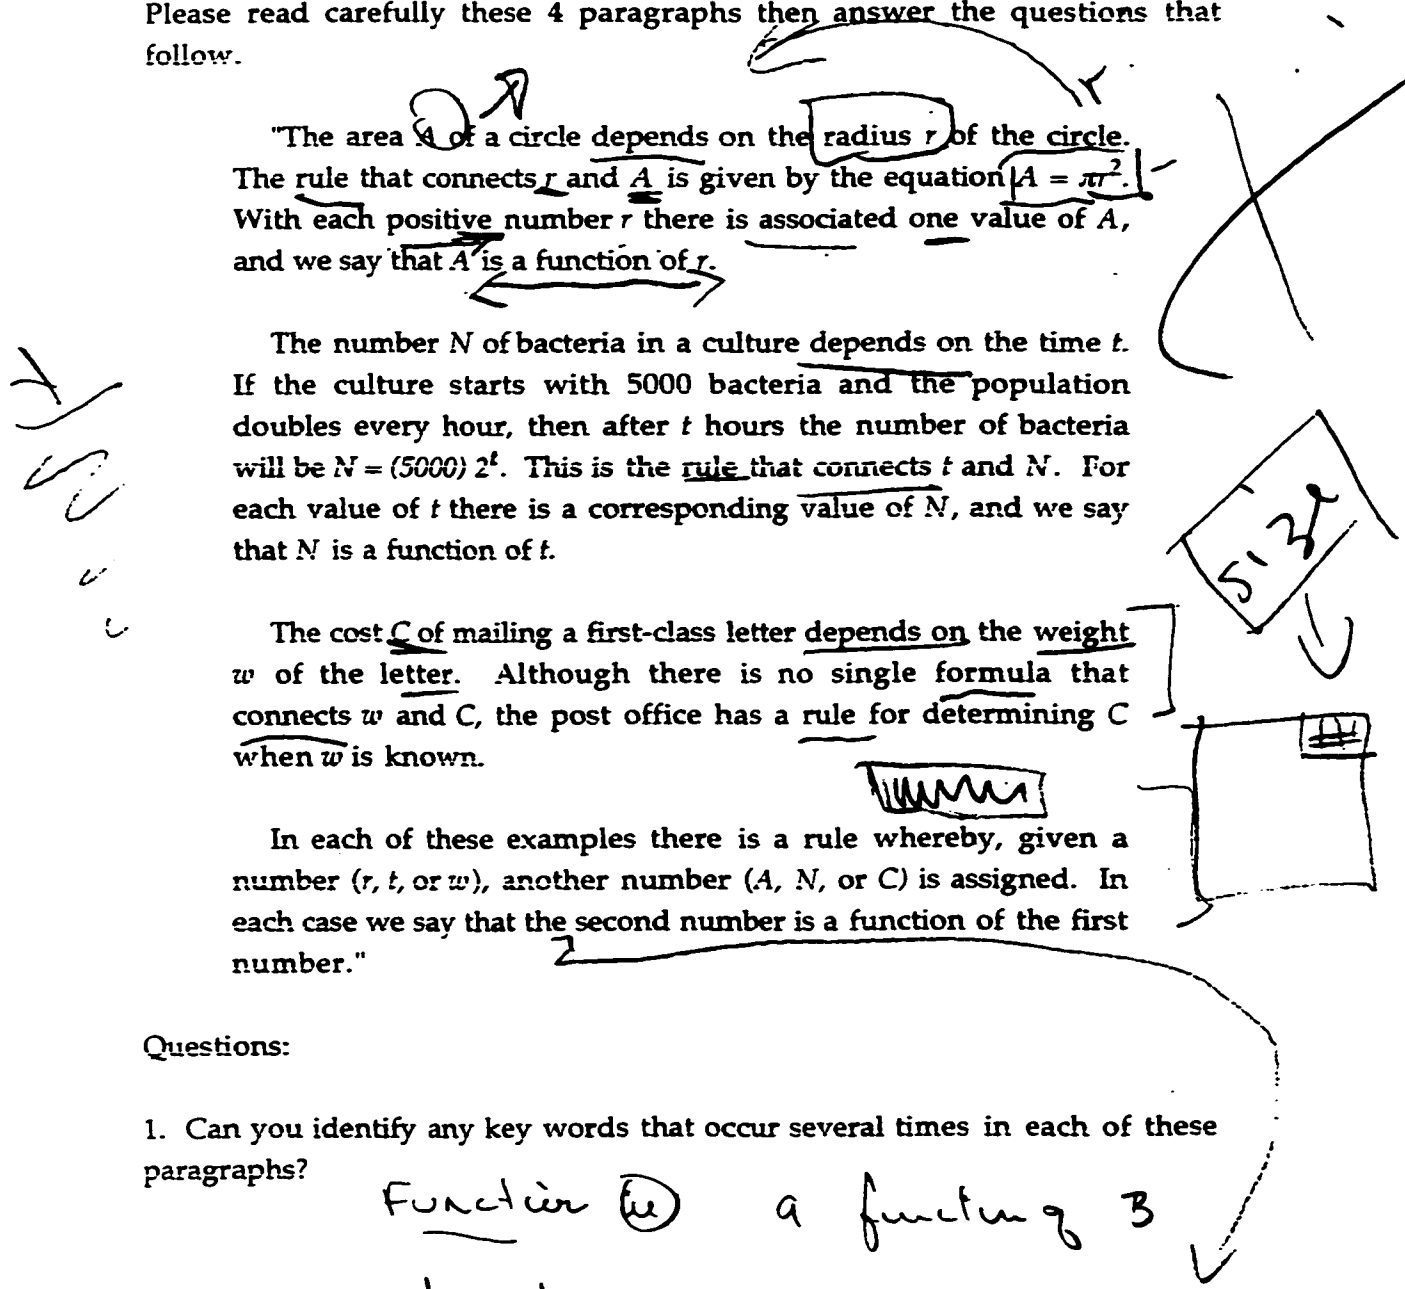 Please read carefully these 4 paragraphs then answer the questions that
follow.
r
"The area A of a circle depends on the radius r of the circle.
The rule that connects r and A is given by the equation A = πr².
With each positive number r there is associated one value of A,
and we say that A is a function of r.
The number N of bacteria in a culture depends on the time t.
If the culture starts with 5000 bacteria and the population
doubles every hour, then after t hours the number of bacteria
will be N = (5000) 2ᵗ. This is the rule that connects t and N. For
each value of t there is a corresponding value of N, and we say
that N is a function of t.
size
The cost C of mailing a first-class letter depends on the weight
w of the letter. Although there is no single formula that
connects w and C, the post office has a rule for determining C
when w is known.
In each of these examples there is a rule whereby, given a
number (r, t, or w), another number (A, N, or C) is assigned. In
each case we say that the second number is a function of the first
number."
Questions:
1. Can you identify any key words that occur several times in each of these
paragraphs?
Function a function of B